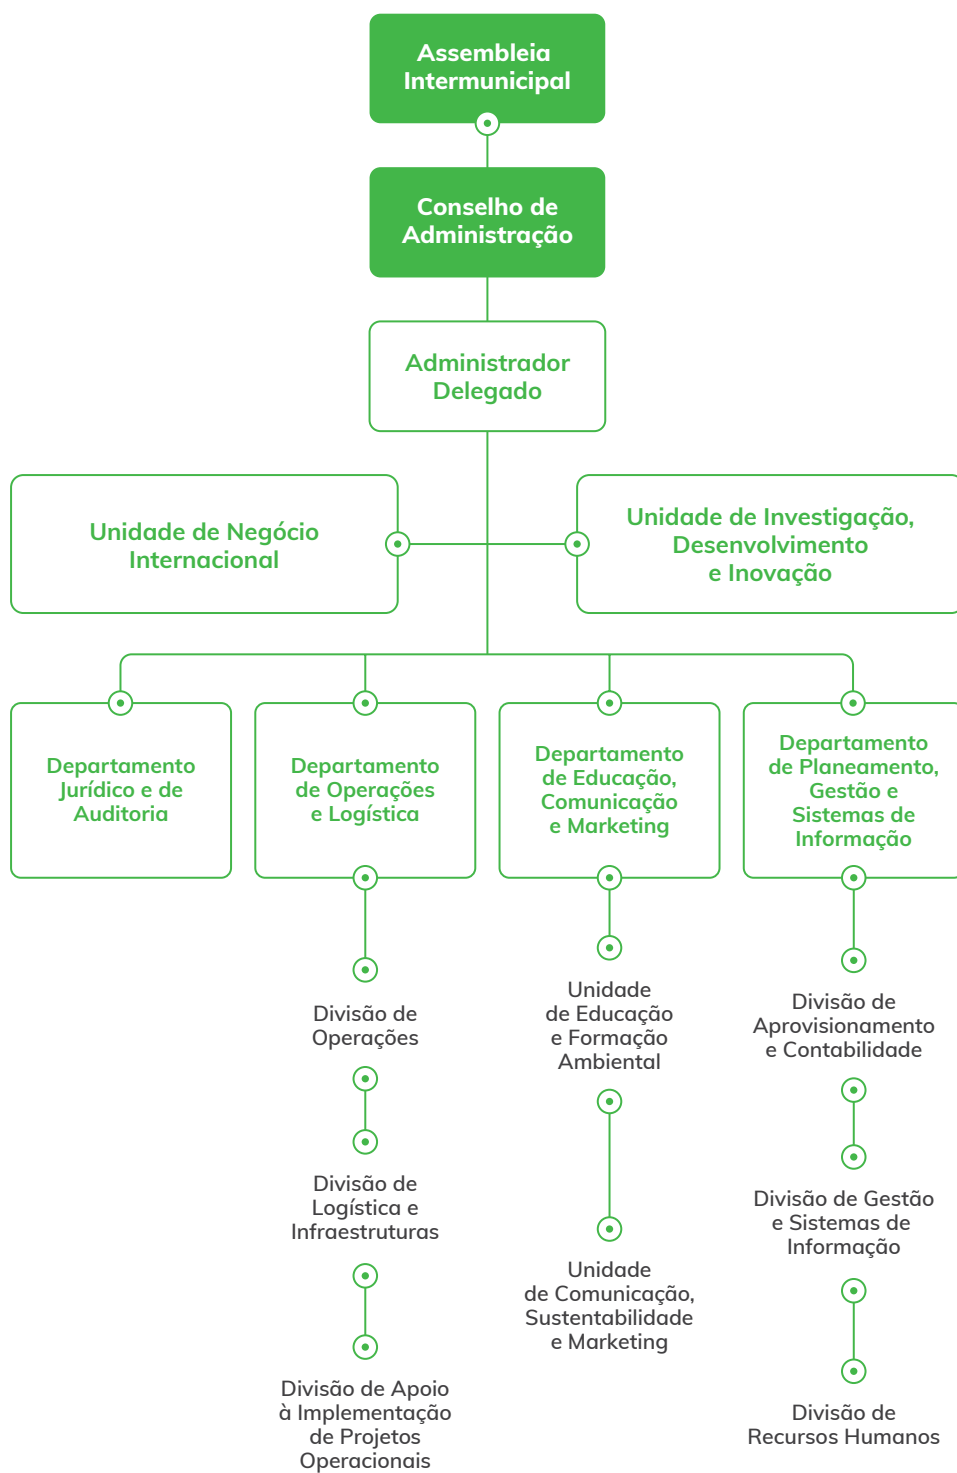 Assembleia
Intermunicipal
Conselho de
Administração
Administrador
Delegado
Unidade de Negócio
Internacional
Unidade de Investigação,
Desenvolvimento
e Inovação
Departamento
Jurídico e de
Auditoria
Departamento
de Operações
e Logística
Departamento
de Educação,
Comunicação
e Marketing
Departamento
de Planeamento,
Gestão e
Sistemas de
Informação
Divisão de
Operações
Divisão de
Logística e
Infraestruturas
Divisão de Apoio
à Implementação
de Projetos
Operacionais
Unidade
de Educação
e Formação
Ambiental
Unidade
de Comunicação,
Sustentabilidade
e Marketing
Divisão de
Aprovisionamento
e Contabilidade
Divisão de Gestão
e Sistemas de
Informação
Divisão de
Recursos Humanos